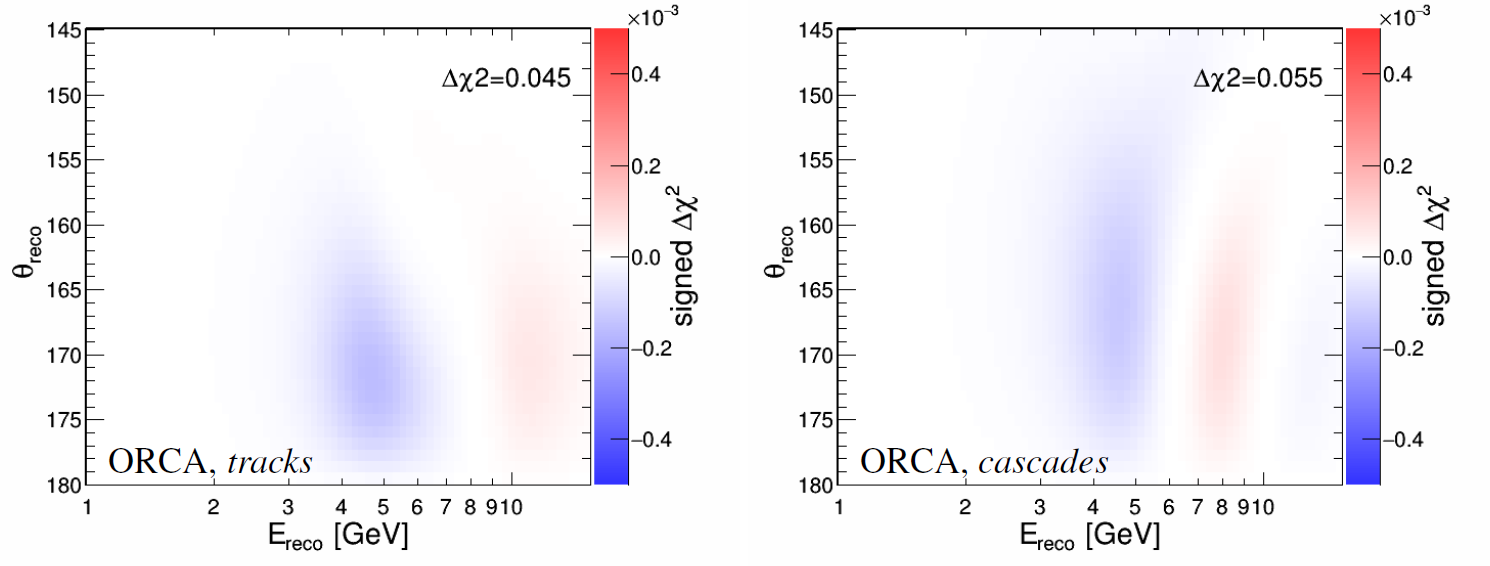 ×10⁻³
145
150
155
160
165
170
175
180
θreco
Δχ2=0.045
ORCA, tracks
1 2 3 4 5 6 7 8 9 10
Ereco [GeV]
0.4
0.2
0.0
−0.2
−0.4
signed Δχ²
×10⁻³
145
150
155
160
165
170
175
180
θreco
Δχ2=0.055
ORCA, cascades
1 2 3 4 5 6 7 8 9 10
Ereco [GeV]
0.4
0.2
0.0
−0.2
−0.4
signed Δχ²